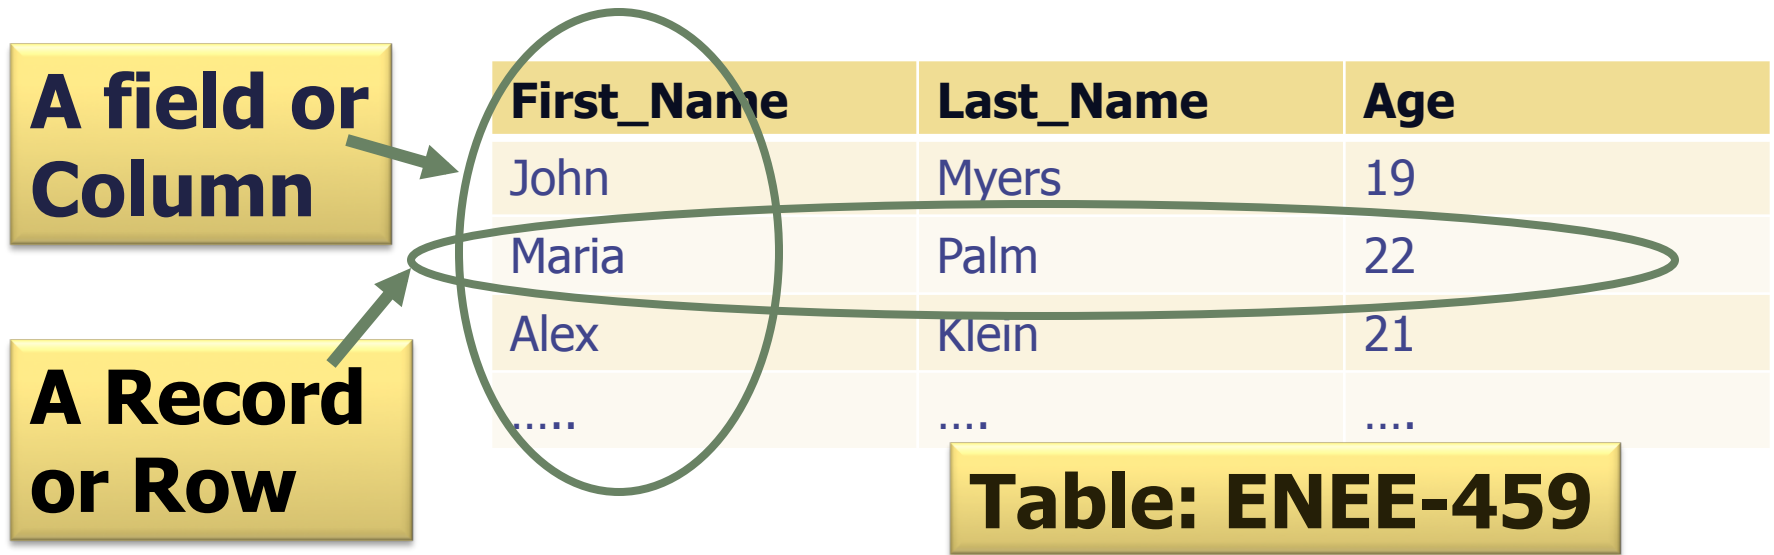 A field or
Column
First_Name Last_Name Age
John Myers 19
Maria Palm 22
Alex Klein 21
..... .... ....
A Record
or Row
Table: ENEE-459